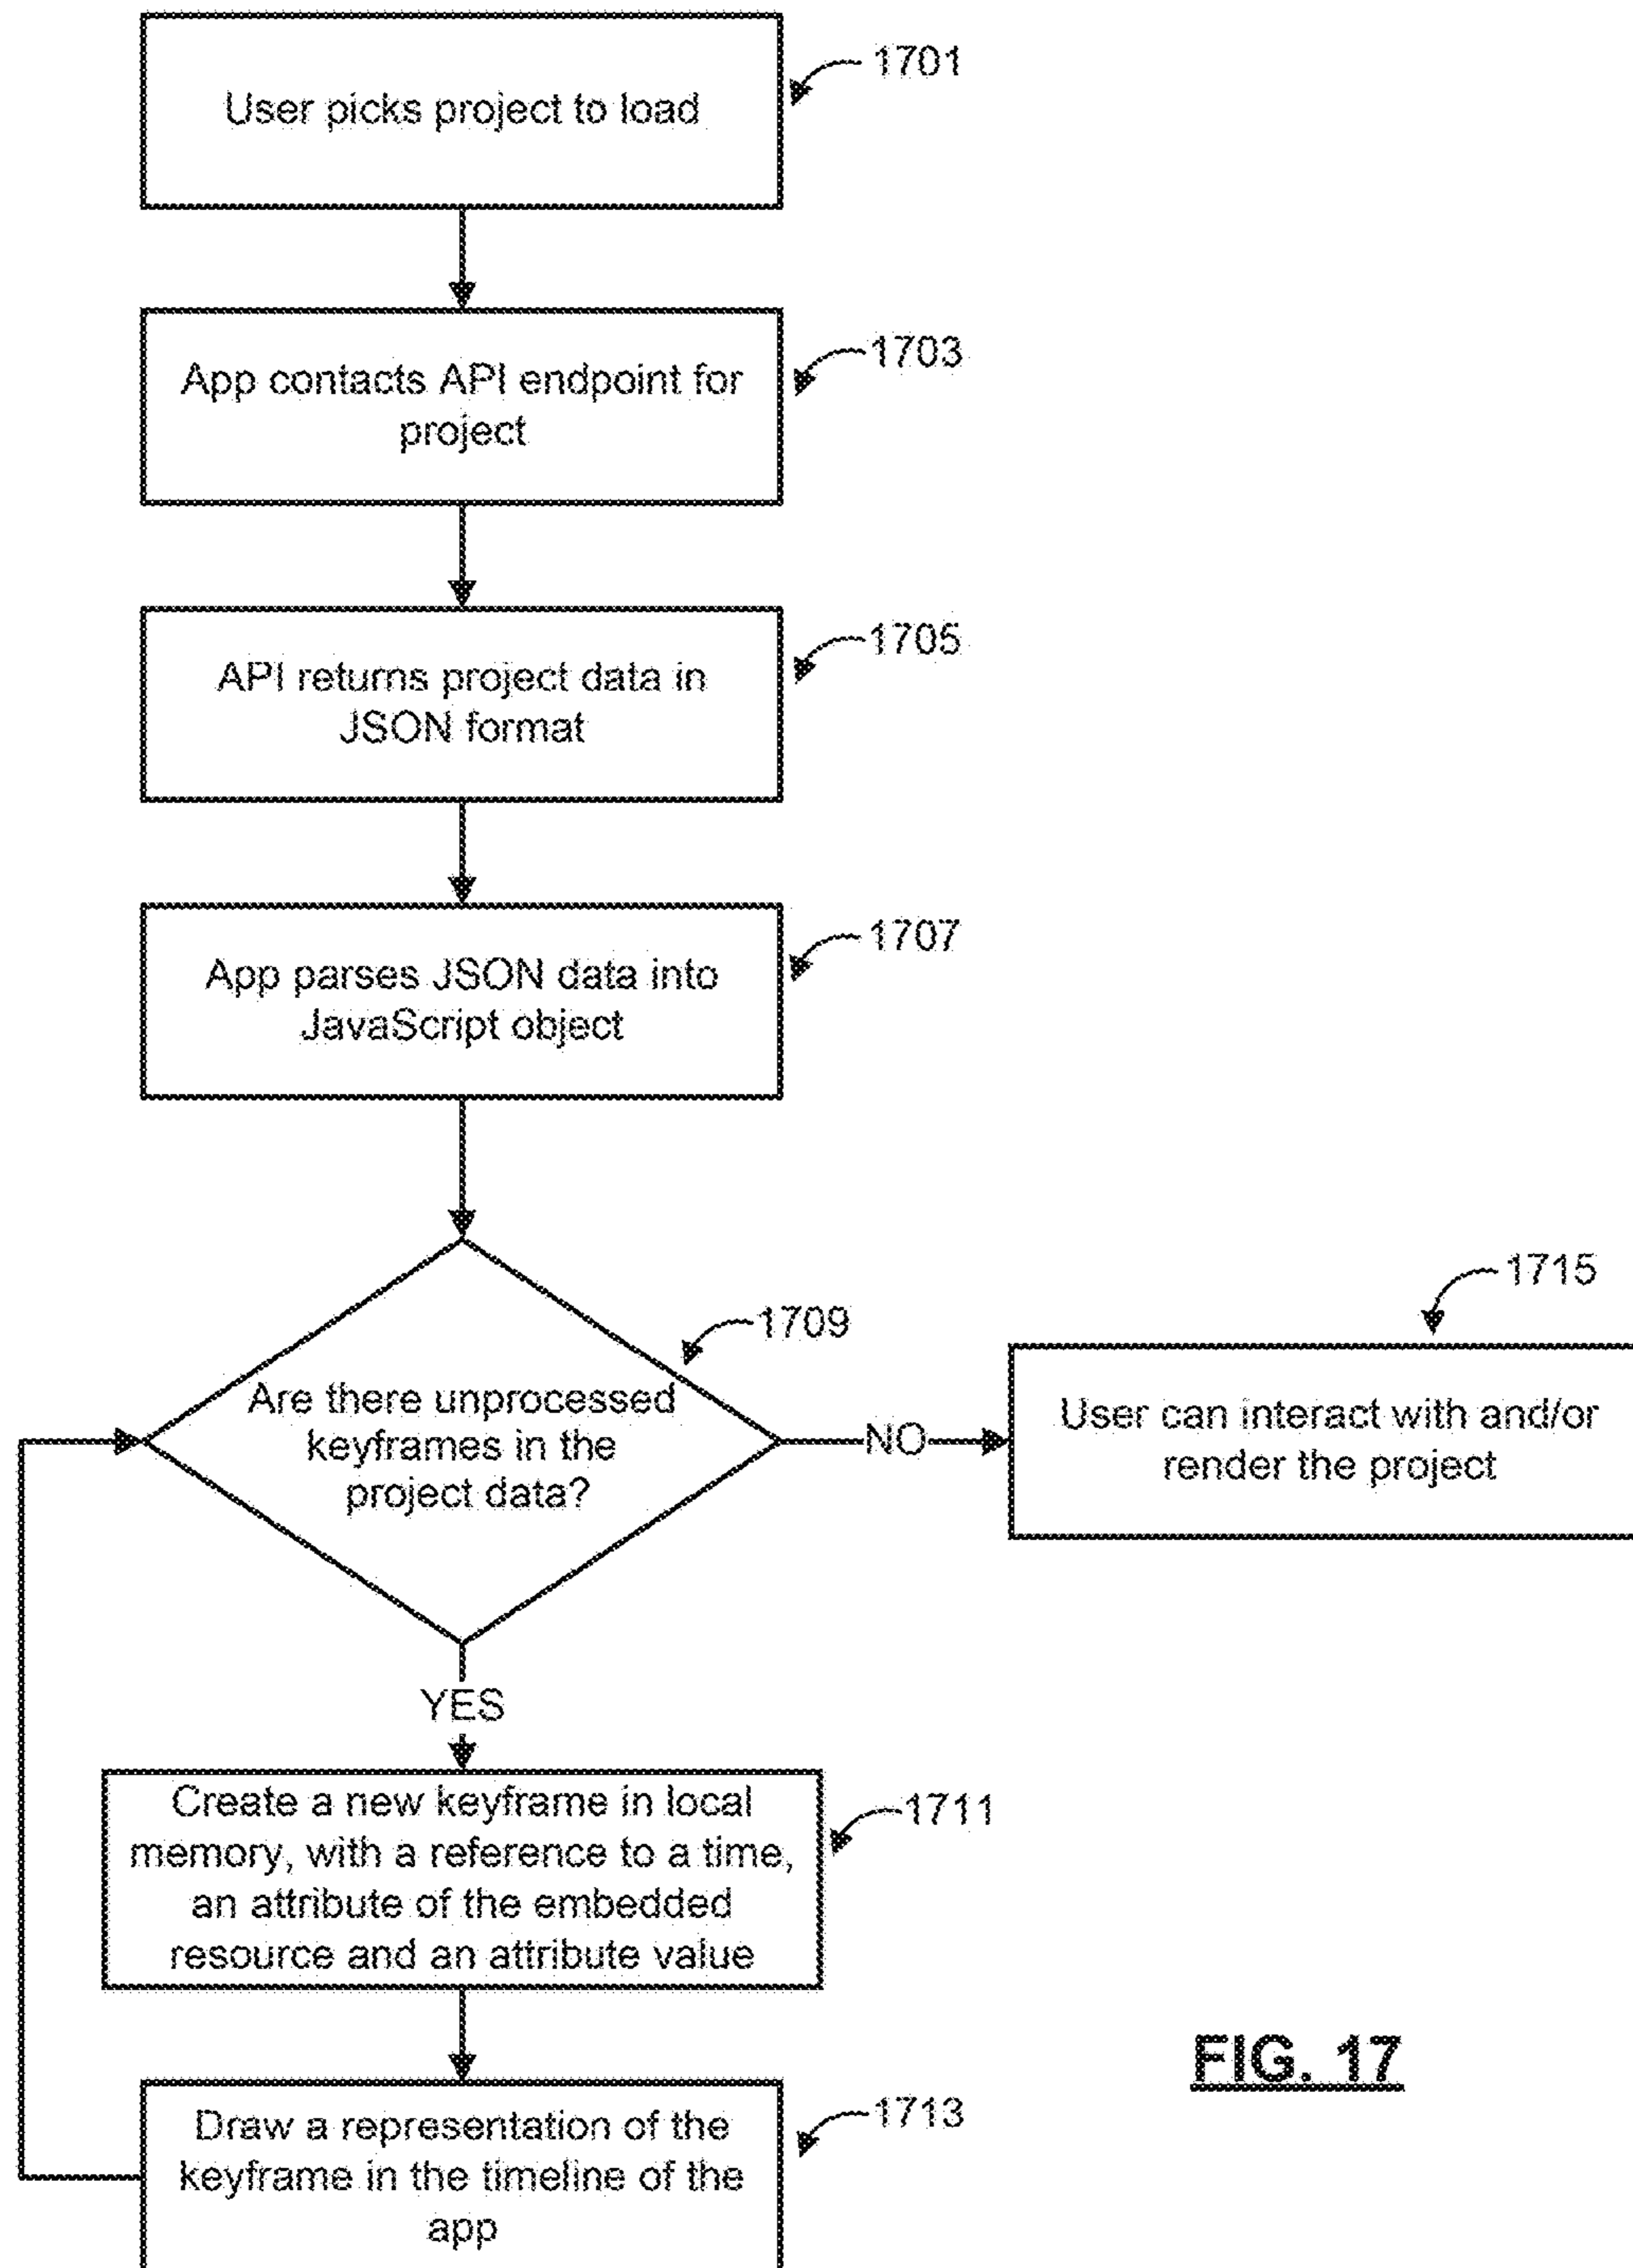 User picks project to load
1701
App contacts API endpoint for
project
1703
API returns project data in
JSON format
1705
App parses JSON data into
JavaScript object
1707
Are there unprocessed
keyframes in the
project data?
1709
NO
1715
User can interact with and/or
render the project
YES
Create a new keyframe in local
memory, with a reference to a time,
an attribute of the embedded
resource and an attribute value
1711
Draw a representation of the
keyframe in the timeline of the
app
1713
FIG. 17